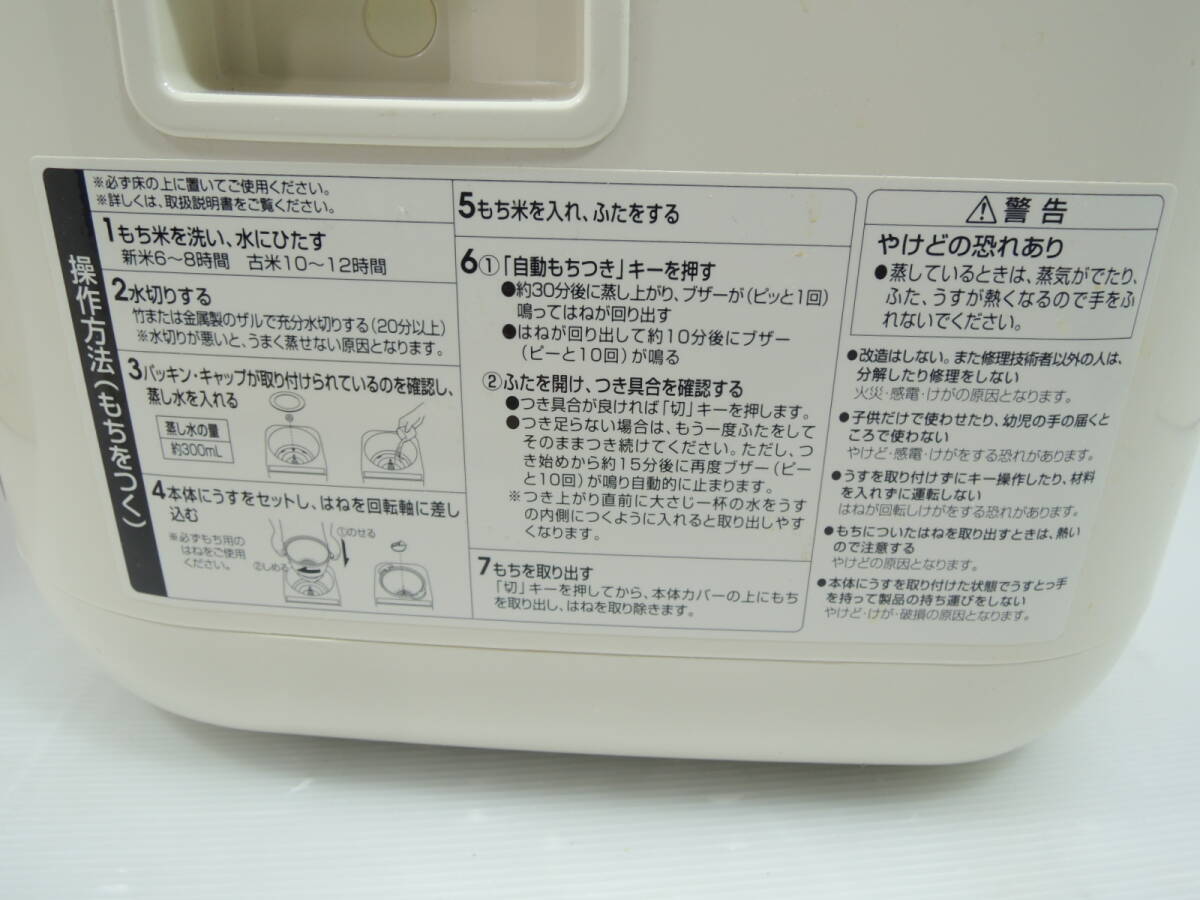 操作方法(もちをつく)
※必ず床の上に置いてご使用ください。
※詳しくは、取扱説明書をご覧ください。
1 もち米を洗い、水にひたす
新米6～8時間 古米10～12時間
2 水切りする
竹または金属製のザルで充分水切りする(20分以上)
※水切りが悪いと、うまく蒸せない原因となります。
3 パッキン・キャップが取り付けられているのを確認し、
蒸し水を入れる
蒸し水の量
約300mL
4 本体にうすをセットし、はねを回転軸に差し
込む
※必ずもち用の
はねをご使用
ください。
①のせる
②しめる
5 もち米を入れ、ふたをする
6 ①「自動もちつき」キーを押す
●約30分後に蒸し上がり、ブザーが(ピッと1回)
鳴ってはねが回り出す
●はねが回り出して約10分後にブザー
(ピーと10回)が鳴る
②ふたを開け、つき具合を確認する
●つき具合が良ければ「切」キーを押します。
●つき足らない場合は、もう一度ふたをして
そのままつき続けてください。ただし、つ
き始めから約15分後に再度ブザー(ピー
と10回)が鳴り自動的に止まります。
※つき上がり直前に大さじ一杯の水をうす
の内側につくように入れると取り出しやす
くなります。
7 もちを取り出す
「切」キーを押してから、本体カバーの上にもち
を取り出し、はねを取り除きます。
⚠警告
やけどの恐れあり
●蒸しているときは、蒸気がでたり、
ふた、うすが熱くなるので手をふ
れないでください。
●改造はしない。また修理技術者以外の人は、
分解したり修理をしない
火災・感電・けがの原因となります。
●子供だけで使わせたり、幼児の手の届くと
ころで使わない
やけど・感電・けがをする恐れがあります。
●うすを取り付けずにキー操作したり、材料
を入れずに運転しない
はねが回転しけがをする恐れがあります。
●もちについたはねを取り出すときは、熱い
ので注意する
やけどの原因となります。
●本体にうすを取り付けた状態でうすとっ手
を持って製品の持ち運びをしない
やけど・けが・破損の原因となります。